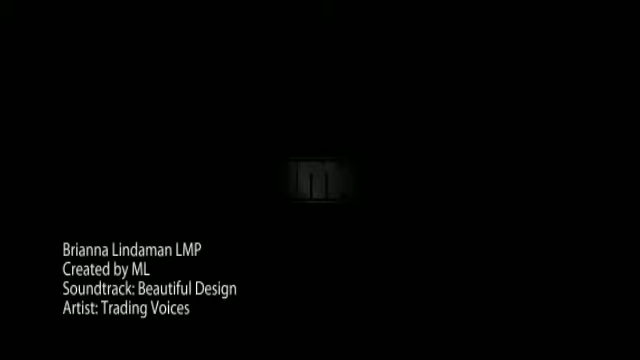 m
Brianna Lindaman LMP
Created by ML
Soundtrack: Beautiful Design
Artist: Trading Voices